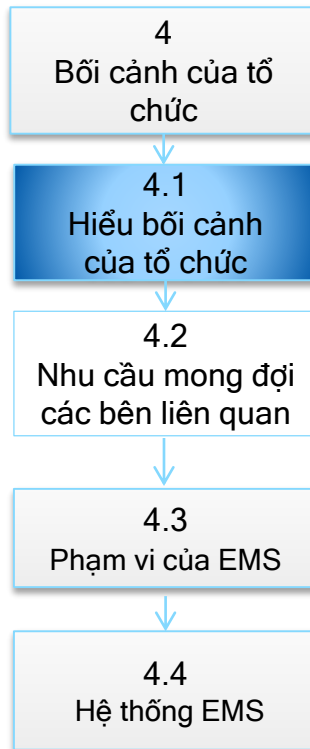 4
Bối cảnh của tổ
chức
4.1
Hiểu bối cảnh
của tổ chức
4.2
Nhu cầu mong đợi
các bên liên quan
4.3
Phạm vi của EMS
4.4
Hệ thống EMS